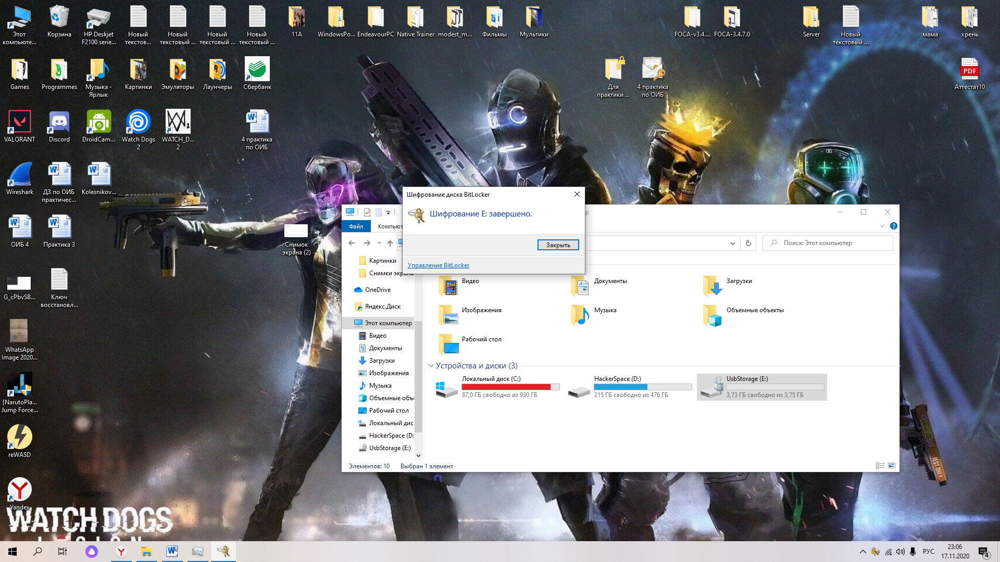 Этот
компьюте...
Корзина
HP Deskjet
F2100 serie...
Новый
текстов...
Новый
текстовый ...
Новый
текстовый ...
Новый
текстовый ...
11А
WindowsPo...
EndeavourPC
Native Trainer
modest_m...
Фильмы
Мультики
FOCA-v3.4....
FOCA-3.4.7.0
Server
Новый
текстовый ...
мама
хрень
Games
Programmes
Музыка -
Ярлык
Картинки
Эмуляторы
Лаунчеры
Сбербанк
Для
практики ...
4 практика
по ОИБ
PDF
Аттестат10
VALORANT
Discord
DroidCam...
Watch Dogs
2
WATCH_D...
2
4 практика
по ОИБ
Wireshark
ДЗ по ОИБ
практичес...
Kolesnikov...
ОИБ 4
Практика 3
Снимок
экрана (2)
G_cPbvSB...
Ключ
восстановл...
WhatsApp
Image 2020...
[NarutoPla...
Jump Force...
reWASD
Yandex
WATCH DOGS
Шифрование диска BitLocker
Шифрование E: завершено.
Закрыть
Управление BitLocker
Файл
Компьют
Поиск: Этот компьютер
Картинки
Снимки экрана
OneDrive
Яндекс.Диск
Этот компьютер
Видео
Документы
Загрузки
Изображения
Музыка
Объемные объ
Рабочий стол
Локальный дис
HackerSpace (D:
UsbStorage (E:)
Видео
Документы
Загрузки
Изображения
Музыка
Объемные объекты
Рабочий стол
Устройства и диски (3)
Локальный диск (C:)
87,0 ГБ свободно из 930 ГБ
HackerSpace (D:)
215 ГБ свободно из 476 ГБ
UsbStorage (E:)
3,73 ГБ свободно из 3,75 ГБ
Элементов: 10
Выбран 1 элемент
TEST ONLY
РУС
23:06
17.11.2020
4